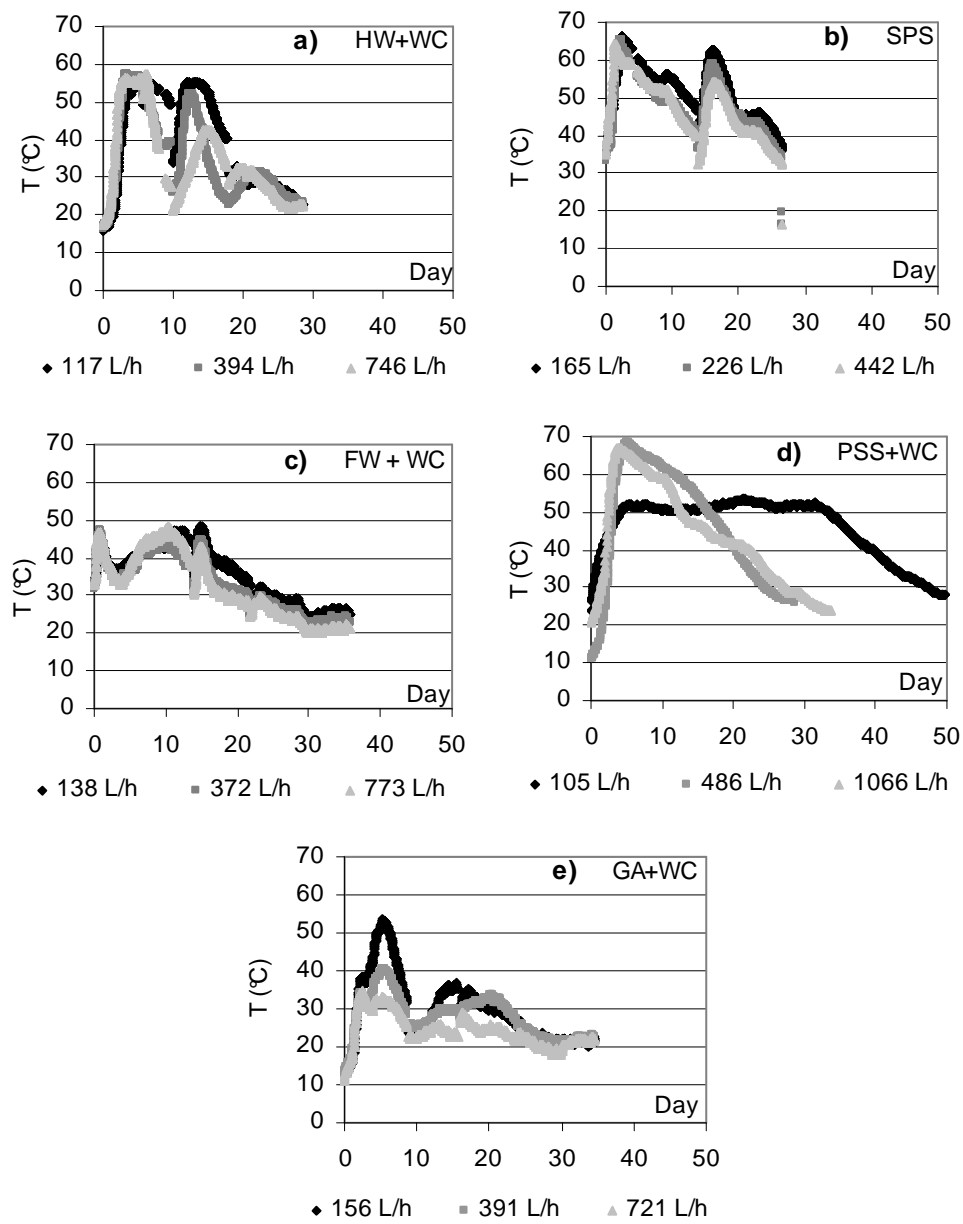 a) HW+WC
70
60
50
40
30
20
10
0
T (°C)
Day
0 10 20 30 40 50
117 L/h 394 L/h 746 L/h
b) SPS
70
60
50
40
30
20
10
0
T (°C)
Day
0 10 20 30 40 50
165 L/h 226 L/h 442 L/h
c) FW + WC
70
60
50
40
30
20
10
0
T (°C)
Day
0 10 20 30 40 50
138 L/h 372 L/h 773 L/h
d) PSS+WC
70
60
50
40
30
20
10
0
T (°C)
Day
0 10 20 30 40 50
105 L/h 486 L/h 1066 L/h
e) GA+WC
70
60
50
40
30
20
10
0
T (°C)
Day
0 10 20 30 40 50
156 L/h 391 L/h 721 L/h